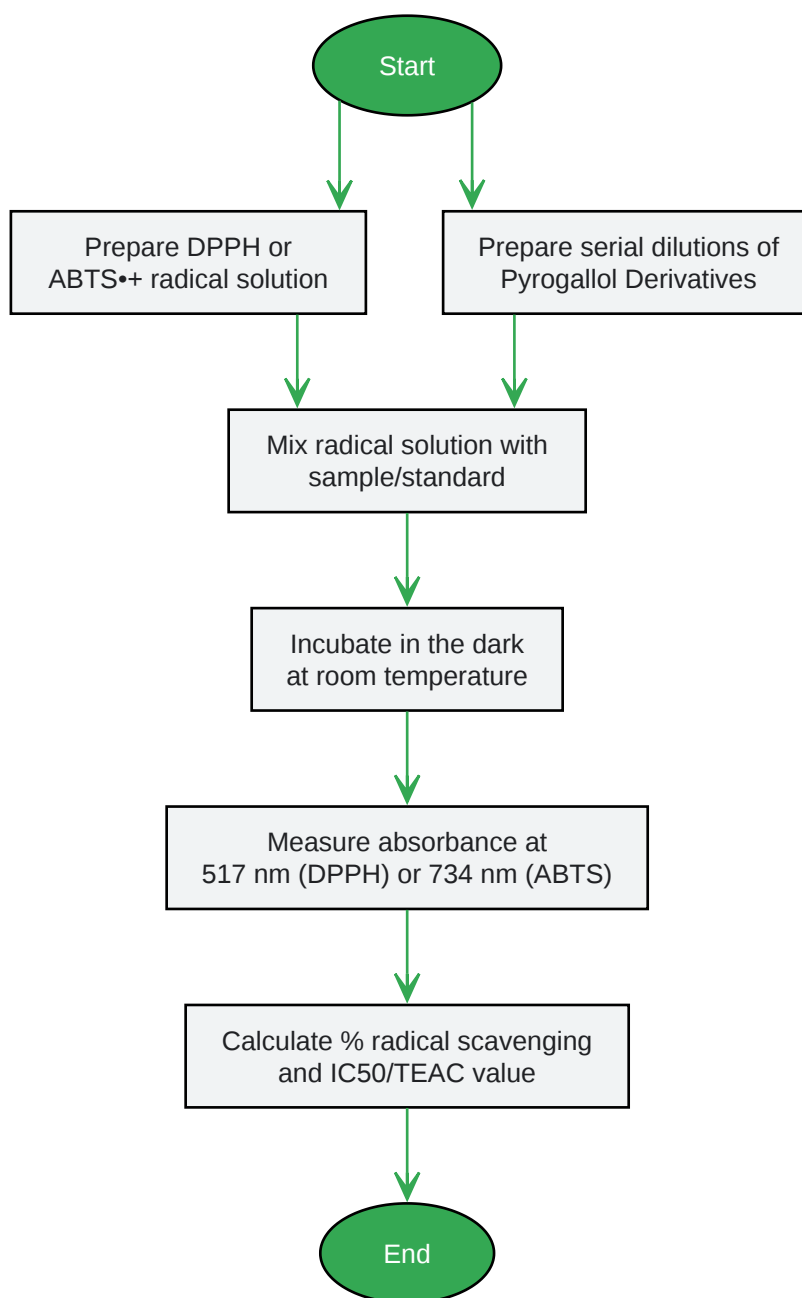 Start
Prepare DPPH or
ABTS•+ radical solution
Prepare serial dilutions of
Pyrogallol Derivatives
Mix radical solution with
sample/standard
Incubate in the dark
at room temperature
Measure absorbance at
517 nm (DPPH) or 734 nm (ABTS)
Calculate % radical scavenging
and IC50/TEAC value
End